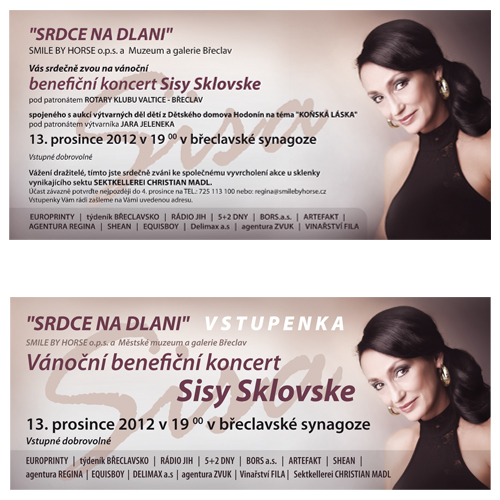 "SRDCE NA DLANI"
SMILE BY HORSE o.p.s. a Muzeum a galerie Břeclav
Vás srdečně zvou na vánoční
benefiční koncert Sisy Sklovske
pod patronátem ROTARY KLUBU VALTICE - BŘECLAV
spojeného s aukcí výtvarných děl dětí z Dětského domova Hodonín na téma "KOŇSKÁ LÁSKA"
pod patronátem výtvarníka JARA JELENEKA
13. prosince 2012 v 19 00 v břeclavské synagoze
Vstupné dobrovolné
Vážení dražitelé, tímto jste srdečně zváni ke společnému vyvrcholení akce u sklenky
vynikajícího sektu SEKTKELLEREI CHRISTIAN MADL.
Účast závazně potvrďte nejpozději do 4. prosince na TEL.: 725 113 100 nebo: regina@smilebyhorse.cz
Vstupenky Vám rádi zašleme na Vámi uvedenou adresu.
EUROPRINTY | týdeník BŘECLAVSKO | RÁDIO JIH | 5+2 DNY | BORS a.s. | ARTEFAKT |
AGENTURA REGINA | SHEAN | EQUISBOY | Delimax a.s | agentura ZVUK | VINAŘSTVÍ FILA
Sisa
"SRDCE NA DLANI" VSTUPENKA
SMILE BY HORSE o.p.s. a Městské muzeum a galerie Břeclav
Vánoční benefiční koncert
Sisy Sklovske
13. prosince 2012 v 19 00 v břeclavské synagoze
Vstupné dobrovolné
EUROPRINTY | týdeník BŘECLAVSKO | RÁDIO JIH | 5+2 DNY | BORS a.s. | ARTEFAKT | SHEAN |
agentura REGINA | EQUISBOY | DELIMAX a.s | agentura ZVUK | Vinařství FILA | Sektkellerei CHRISTIAN MADL
Sisa